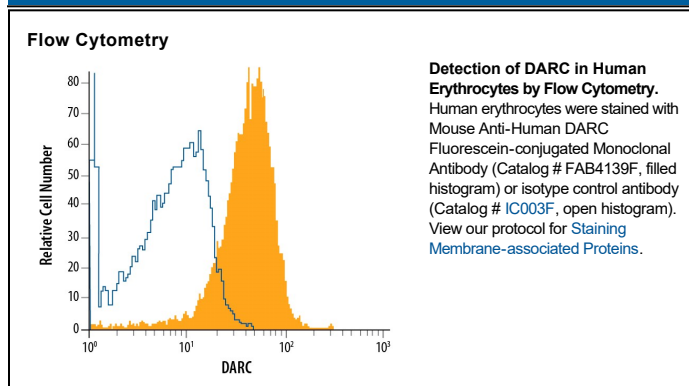 Flow Cytometry
80
70
60
50
40
30
20
10
0
Relative Cell Number
10⁰
10¹
10²
10³
DARC
Detection of DARC in Human
Erythrocytes by Flow Cytometry.
Human erythrocytes were stained with
Mouse Anti-Human DARC
Fluorescein-conjugated Monoclonal
Antibody (Catalog # FAB4139F, filled
histogram) or isotype control antibody
(Catalog # IC003F, open histogram).
View our protocol for Staining
Membrane-associated Proteins.